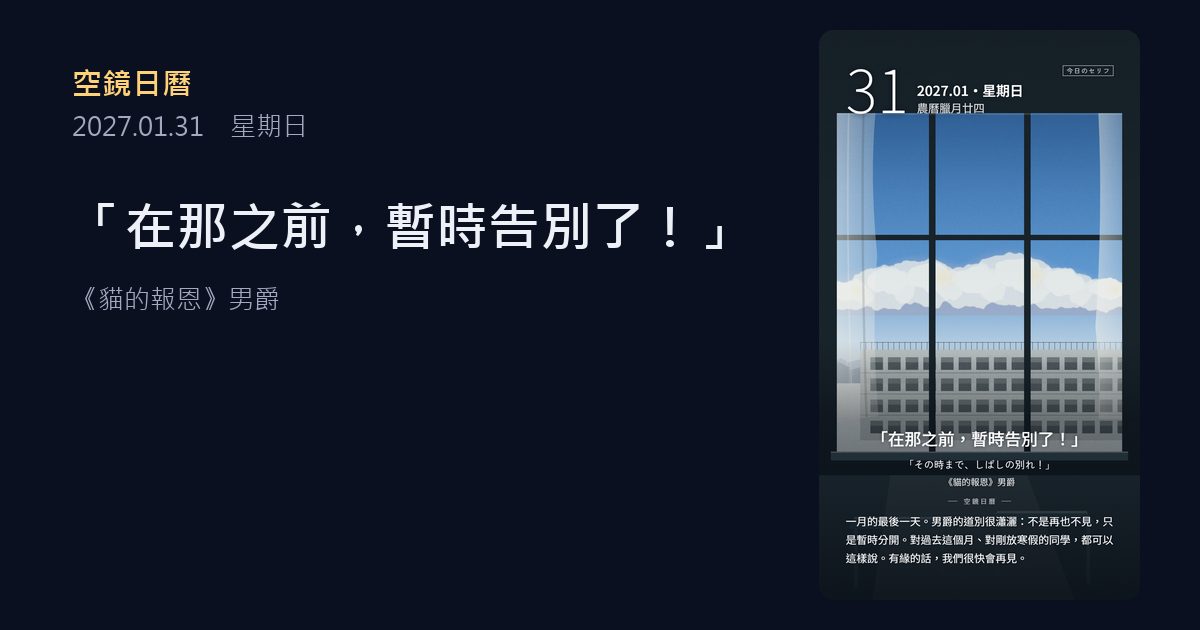 空鏡日曆
2027.01.31　星期日
「在那之前，暫時告別了！」
《貓的報恩》男爵
31
2027.01・星期日
農曆臘月廿四
今日のセリフ
「在那之前，暫時告別了！」
「その時まで、しばしの別れ！」
《貓的報恩》男爵
— 空鏡日曆 —
一月的最後一天。男爵的道別很瀟灑：不是再也不見，只
是暫時分開。對過去這個月、對剛放寒假的同學，都可以
這樣說。有緣的話，我們很快會再見。